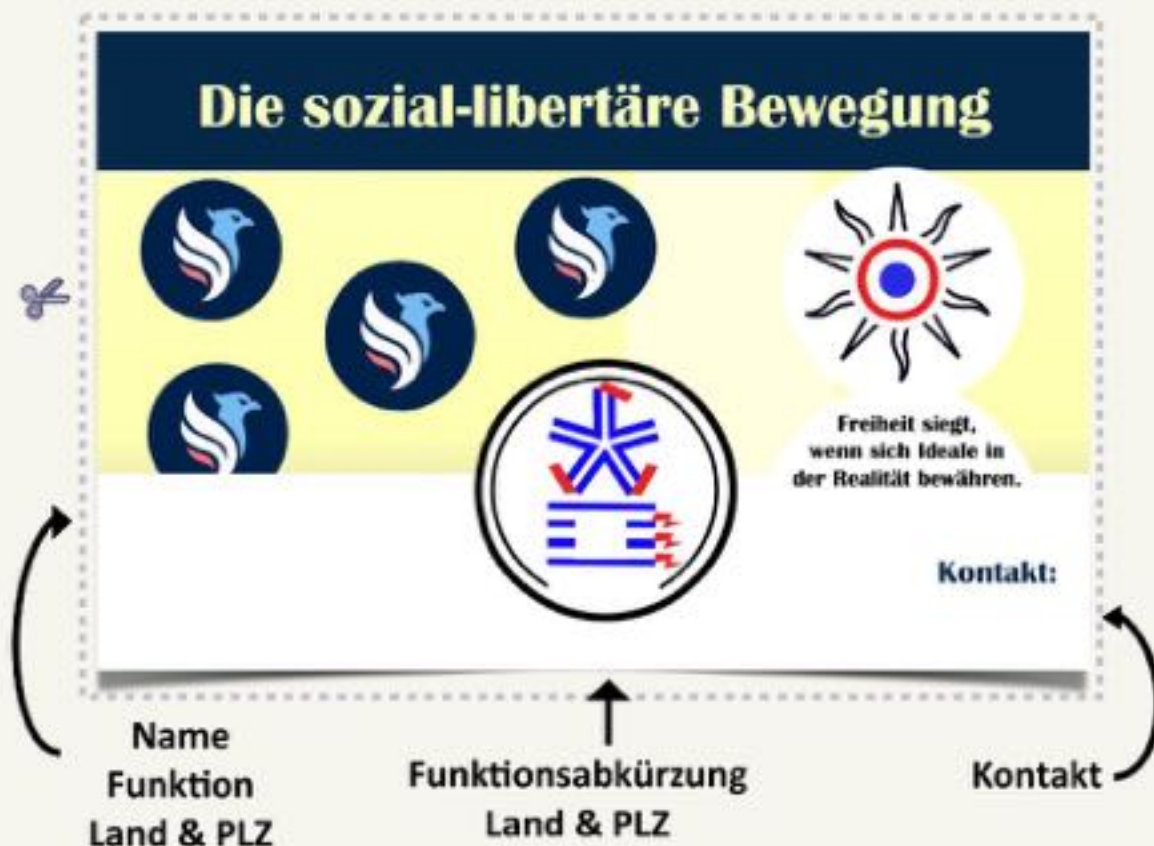 Die sozial-libertäre Bewegung
Freiheit siegt,
wenn sich Ideale in
der Realität bewähren.
Kontakt:
Name
Funktion
Land & PLZ
Funktionsabkürzung
Land & PLZ
Kontakt